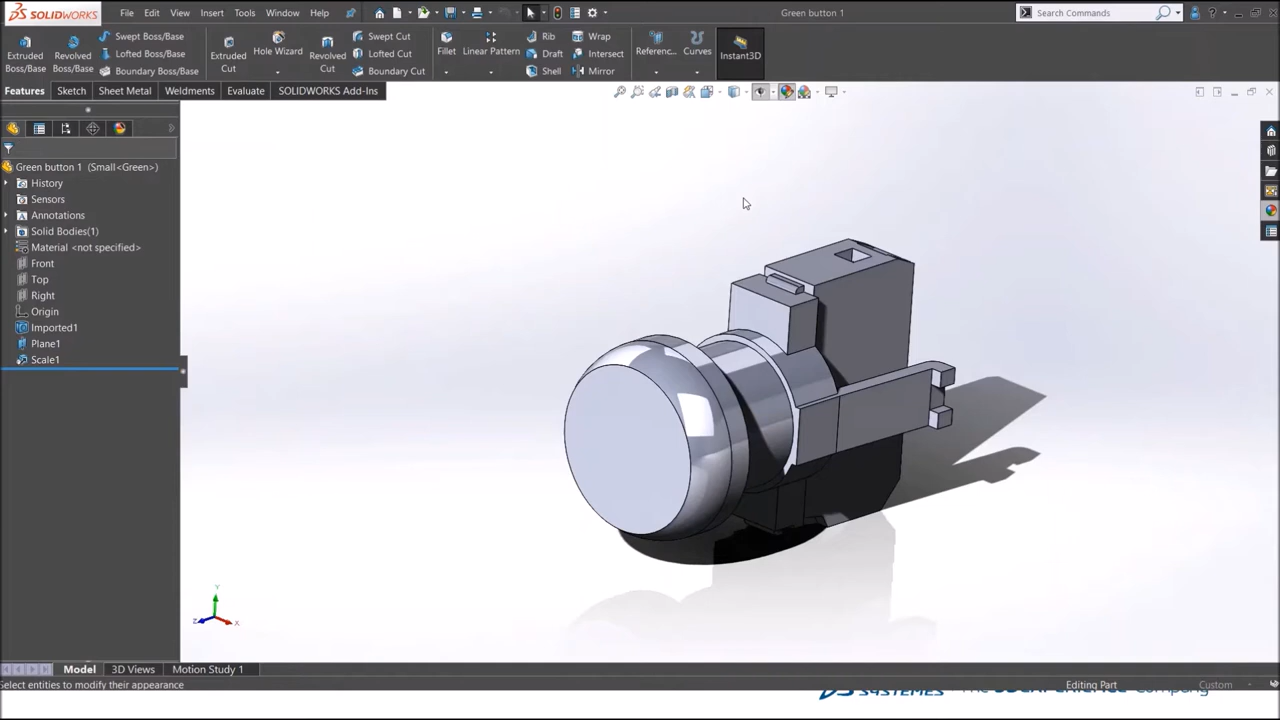 SOLIDWORKS File Edit View Insert Tools Window Help Green button 1 Search Commands
Extruded Boss/Base Revolved Boss/Base Swept Boss/Base Lofted Boss/Base Boundary Boss/Base Extruded Cut Hole Wizard Revolved Cut Swept Cut Lofted Cut Boundary Cut Fillet Linear Pattern Rib Draft Shell Wrap Intersect Mirror Referenc... Curves Instant3D
Features Sketch Sheet Metal Weldments Evaluate SOLIDWORKS Add-Ins
Green button 1 (Small<Green>)
History
Sensors
Annotations
Solid Bodies(1)
Material <not specified>
Front
Top
Right
Origin
Imported1
Plane1
Scale1
Y
Z X
Model 3D Views Motion Study 1
Select entities to modify their appearance Editing Part Custom